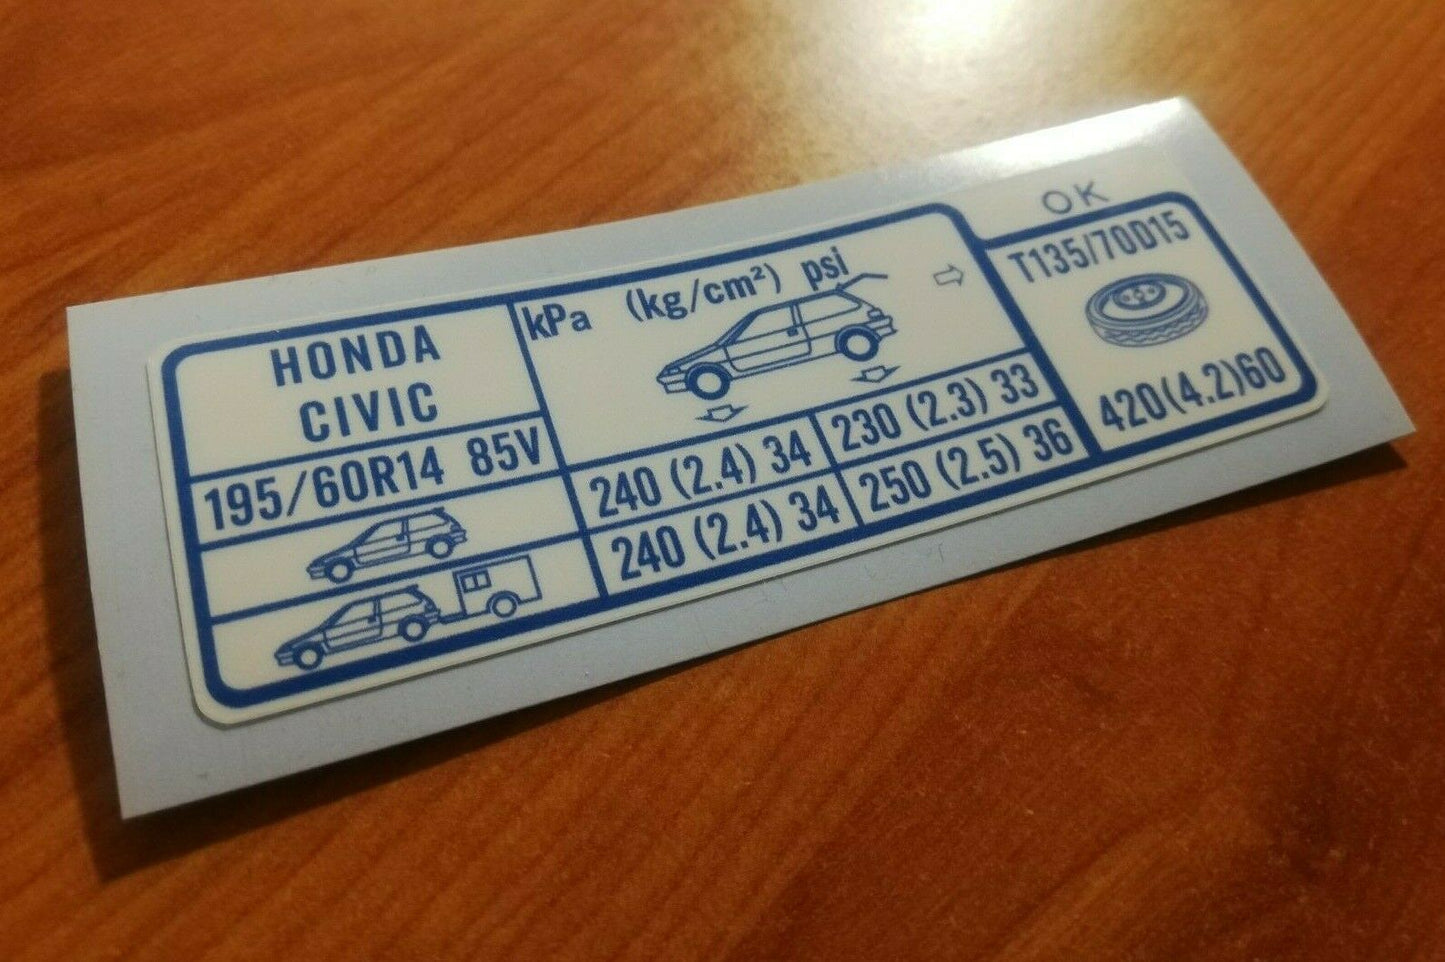 OK
HONDA
CIVIC
195/60R14 85V
kPa (kg/cm²) psi
240 (2.4) 34 230 (2.3) 33
240 (2.4) 34 250 (2.5) 36
T135/70D15
420(4.2)60